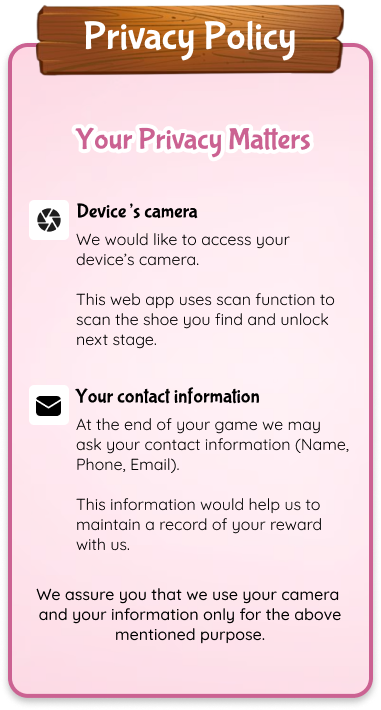 Privacy Policy
Your Privacy Matters
Device's camera
We would like to access your
device's camera.
This web app uses scan function to
scan the shoe you find and unlock
next stage.
Your contact information
At the end of your game we may
ask your contact information (Name,
Phone, Email).
This information would help us to
maintain a record of your reward
with us.
We assure you that we use your camera
and your information only for the above
mentioned purpose.